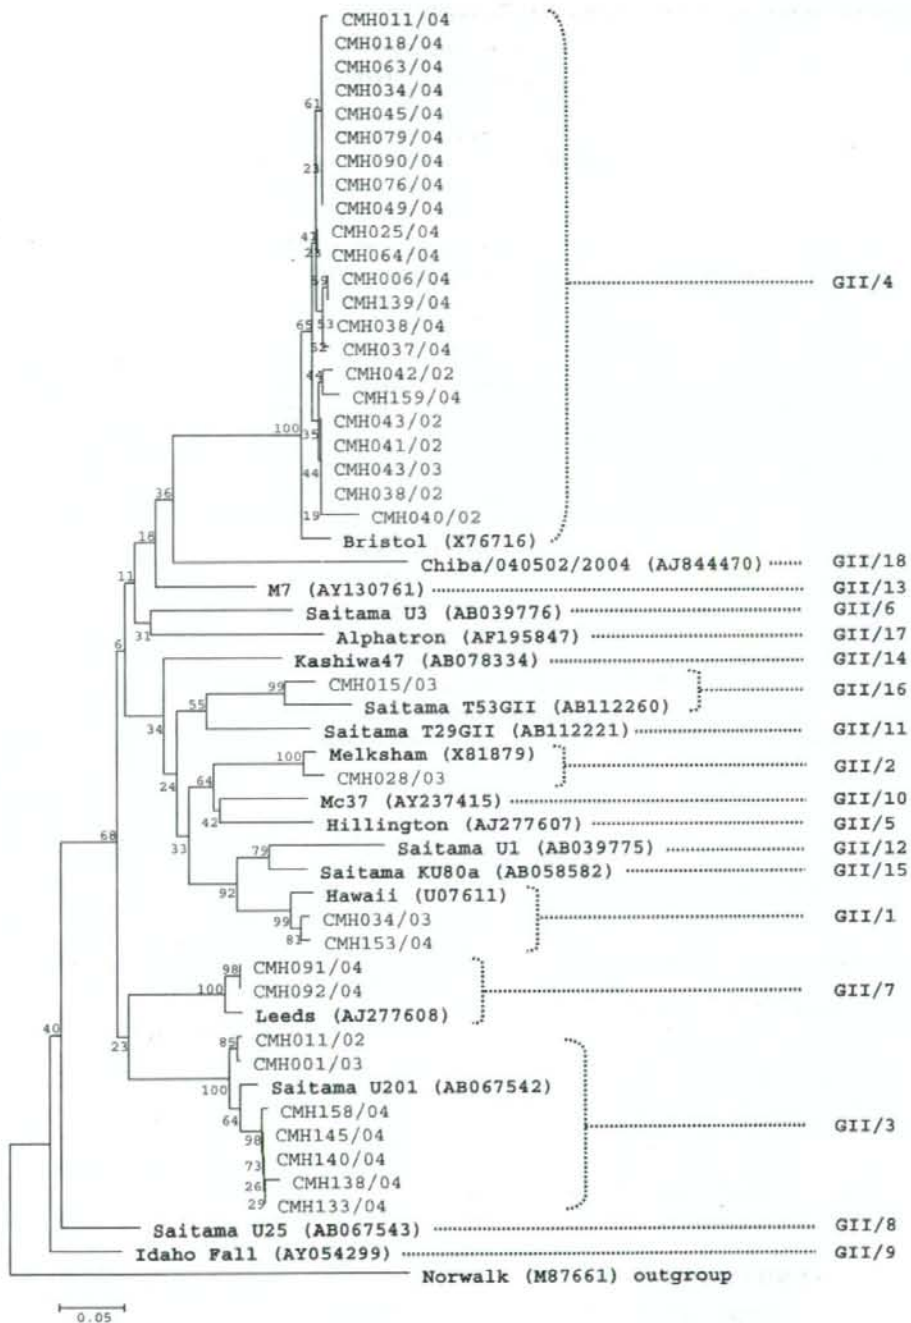 CMH011/04
CMH018/04
CMH063/04
CMH034/04
61
CMH045/04
CMH079/04
CMH090/04
23
CMH076/04
CMH049/04
CMH025/04
CMH064/04
CMH006/04 GII/4
59
CMH139/04
65 53 CMH038/04
CMH037/04
CMH042/02
44
CMH159/04
CMH043/02
100 35
CMH041/02
44 CMH043/03
CMH038/02
36
19 CMH040/02
18 Bristol (X76716)
Chiba/040502/2004 (AJ844470) GII/18
11 M7 (AY130761) GII/13
Saitama U3 (AB039776) GII/6
31 Alphatron (AF195847) GII/17
6 Kashiwa47 (AB078334) GII/14
99 CMH015/03 GII/16
55 Saitama T53GII (AB112260)
34 Saitama T29GII (AB112221) GII/11
100 Melksham (X81879) GII/2
24 64 CMH028/03
Mc37 (AY237415) GII/10
42 Hillington (AJ277607) GII/5
68 33 79 Saitama U1 (AB039775) GII/12
Saitama KU80a (AB058582) GII/15
92 Hawaii (U07611)
99 CMH034/03 GII/1
81 CMH153/04
98 CMH091/04
100 CMH092/04 GII/7
Leeds (AJ277608)
40 85 CMH011/02
23 CMH001/03
100 Saitama U201 (AB067542)
64 CMH158/04 GII/3
98 CMH145/04
73 CMH140/04
26 CMH138/04
29 CMH133/04
Saitama U25 (AB067543) GII/8
Idaho Fall (AY054299) GII/9
Norwalk (M87661) outgroup
0.05